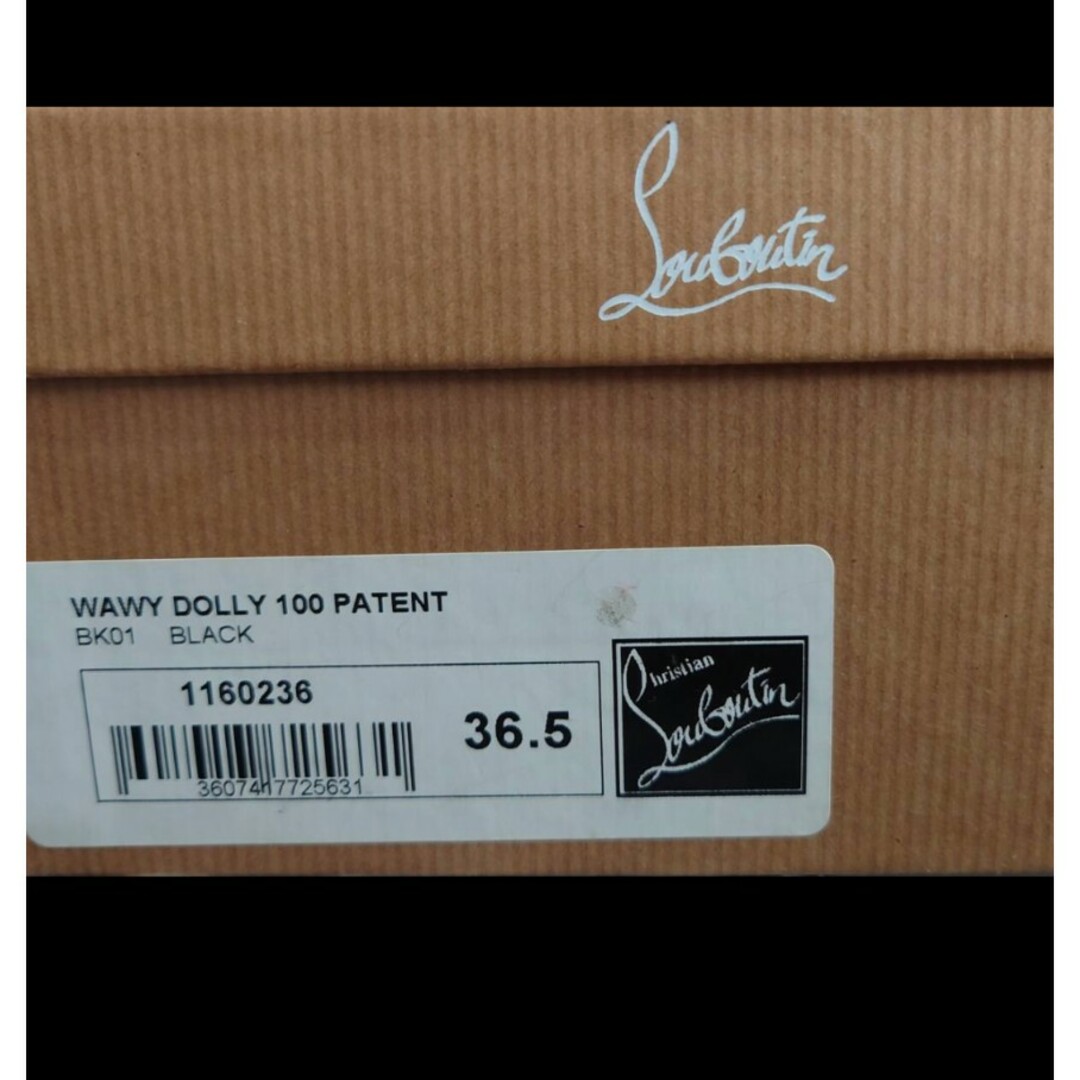 Louboutin
WAWY DOLLY 100 PATENT
BK01 BLACK
1160236
36.5
3607417725631
Christian
Louboutin